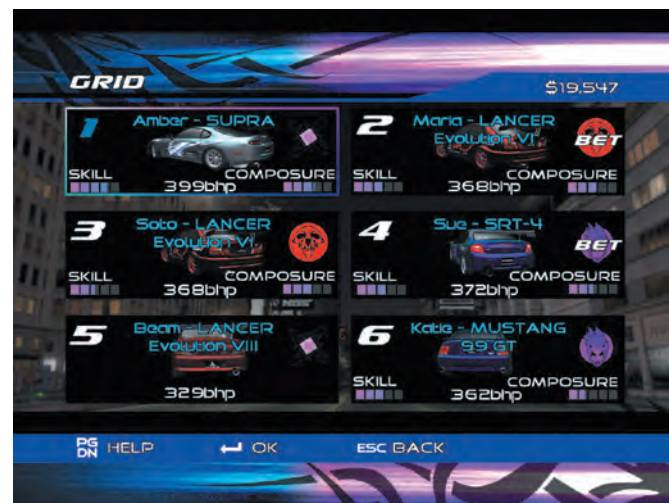 GRID
$19,547
1
Amber - SUPRA
SKILL
COMPOSURE
399bhp
2
Maria - LANCER
Evolution VI
BET
SKILL
COMPOSURE
368bhp
3
Soto - LANCER
Evolution VI
SKILL
COMPOSURE
368bhp
4
Sue - SRT-4
BET
SKILL
COMPOSURE
372bhp
5
Beam - LANCER
Evolution VIII
329bhp
6
Katie - MUSTANG
99 GT
SKILL
COMPOSURE
362bhp
PG DN HELP
OK
ESC BACK